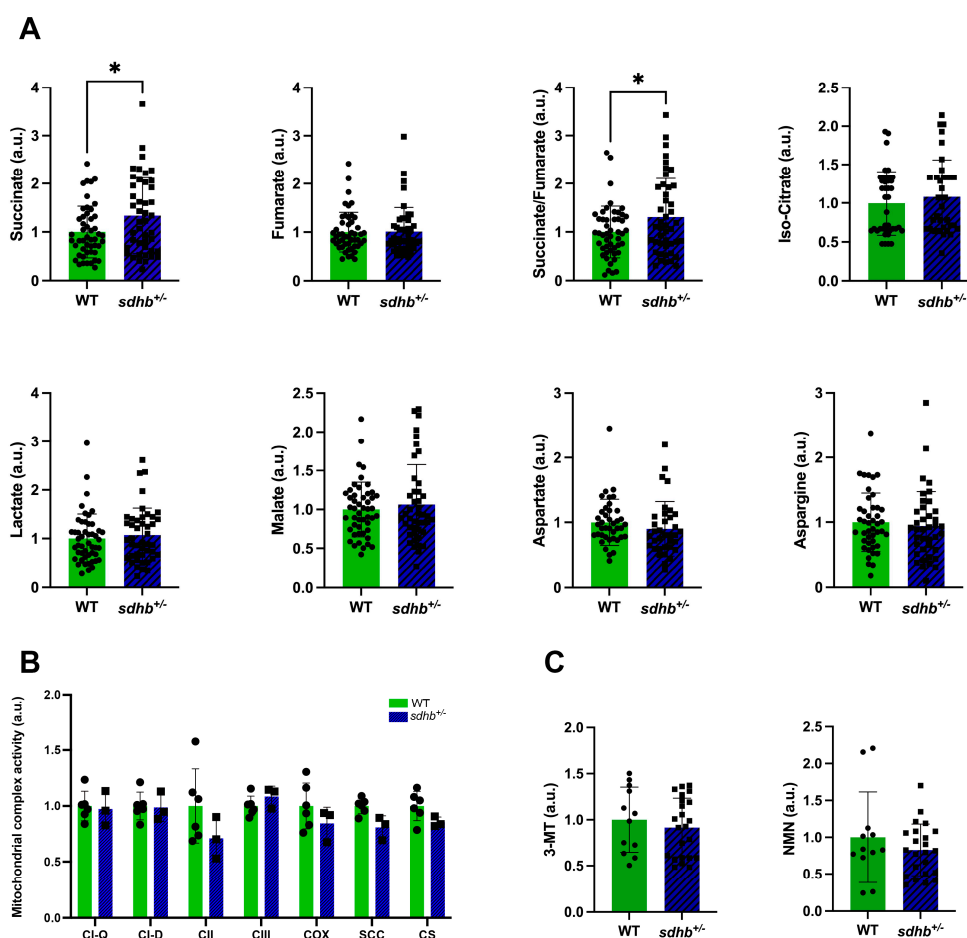 A
Succinate (a.u.)
4
3
2
1
0
*
WT
sdhb+/-
Fumarate (a.u.)
4
3
2
1
0
WT
sdhb+/-
Succinate/Fumarate (a.u.)
4
3
2
1
0
*
WT
sdhb+/-
Iso-Citrate (a.u.)
2.5
2.0
1.5
1.0
0.5
0.0
WT
sdhb+/-
Lactate (a.u.)
4
3
2
1
0
WT
sdhb+/-
Malate (a.u.)
2.5
2.0
1.5
1.0
0.5
0.0
WT
sdhb+/-
Aspartate (a.u.)
3
2
1
0
WT
sdhb+/-
Aspargine (a.u.)
3
2
1
0
WT
sdhb+/-
B
Mitochondrial complex activity (a.u.)
2.0
1.5
1.0
0.5
0.0
WT
sdhb+/-
CI-Q CI-D CII CIII COX SCC CS
C
3-MT (a.u.)
2.0
1.5
1.0
0.5
0.0
WT
sdhb+/-
NMN (a.u.)
2.5
2.0
1.5
1.0
0.5
0.0
WT
sdhb+/-